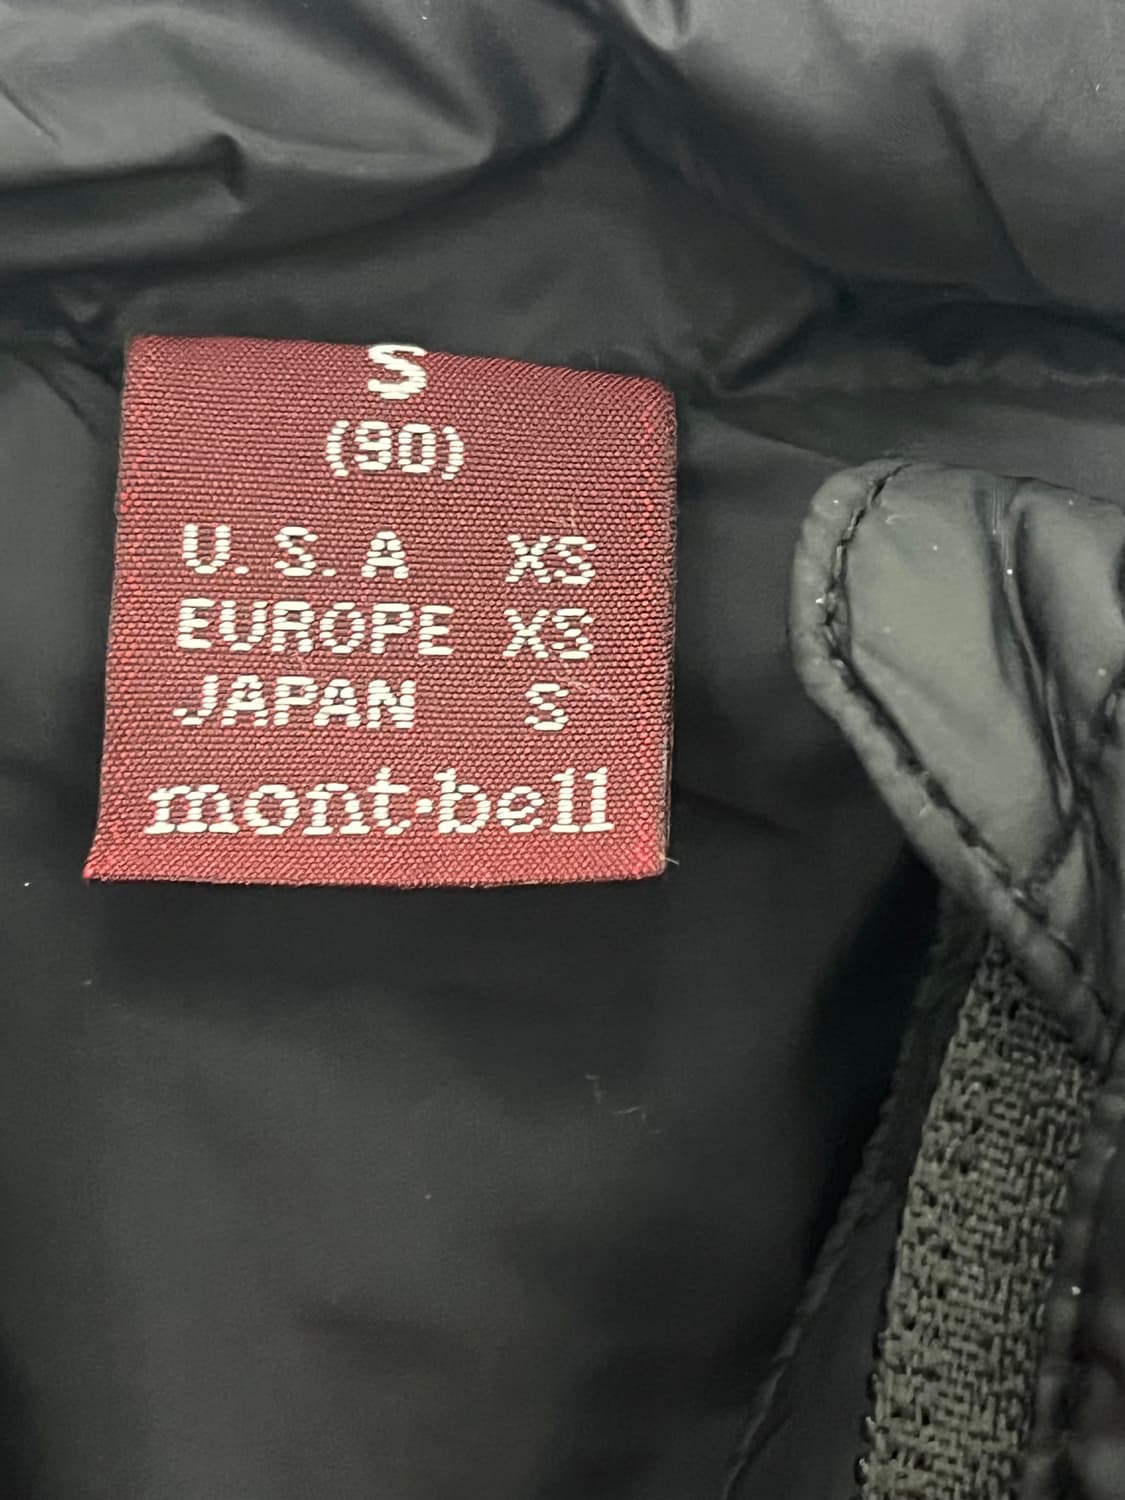 S
(90)
U.S.A XS
EUROPE XS
JAPAN S
mont·bell